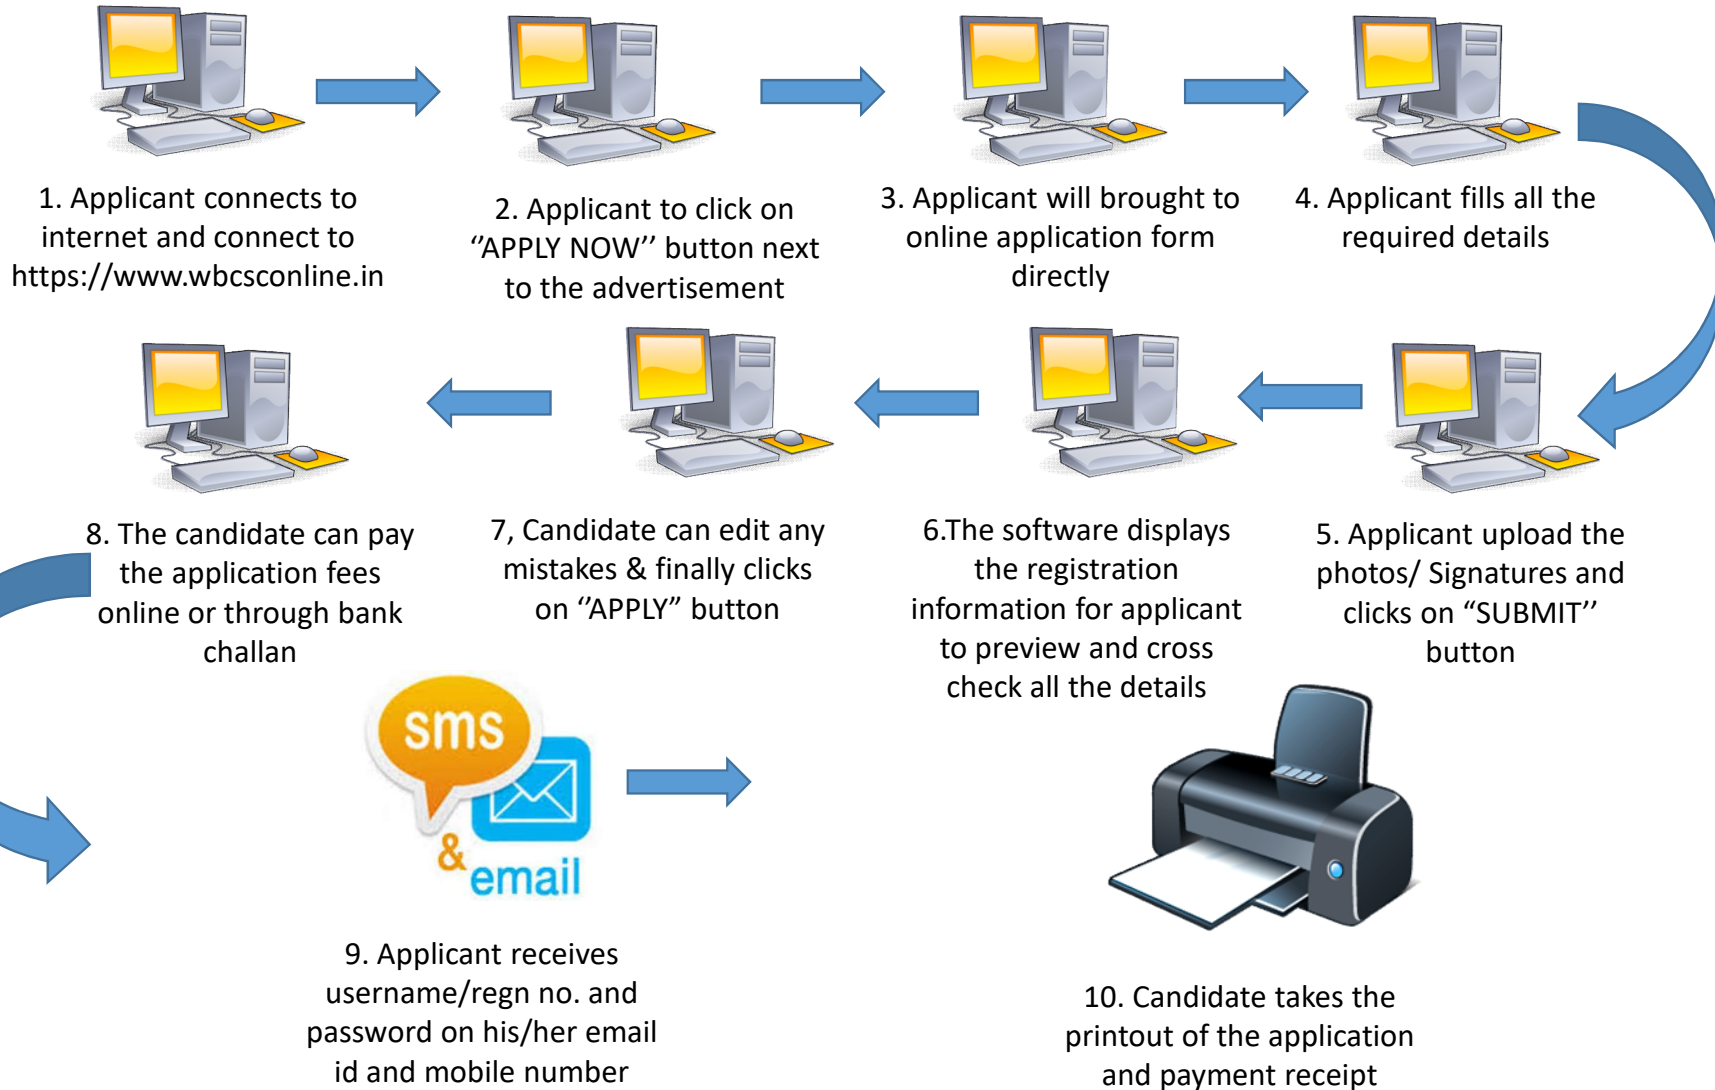 1. Applicant connects to
internet and connect to
https://www.wbcsconline.in
2. Applicant to click on
‘’APPLY NOW’’ button next
to the advertisement
3. Applicant will brought to
online application form
directly
4. Applicant fills all the
required details
5. Applicant upload the
photos/ Signatures and
clicks on “SUBMIT’’
button
6.The software displays
the registration
information for applicant
to preview and cross
check all the details
7, Candidate can edit any
mistakes & finally clicks
on ‘’APPLY” button
8. The candidate can pay
the application fees
online or through bank
challan
sms
&
email
9. Applicant receives
username/regn no. and
password on his/her email
id and mobile number
10. Candidate takes the
printout of the application
and payment receipt